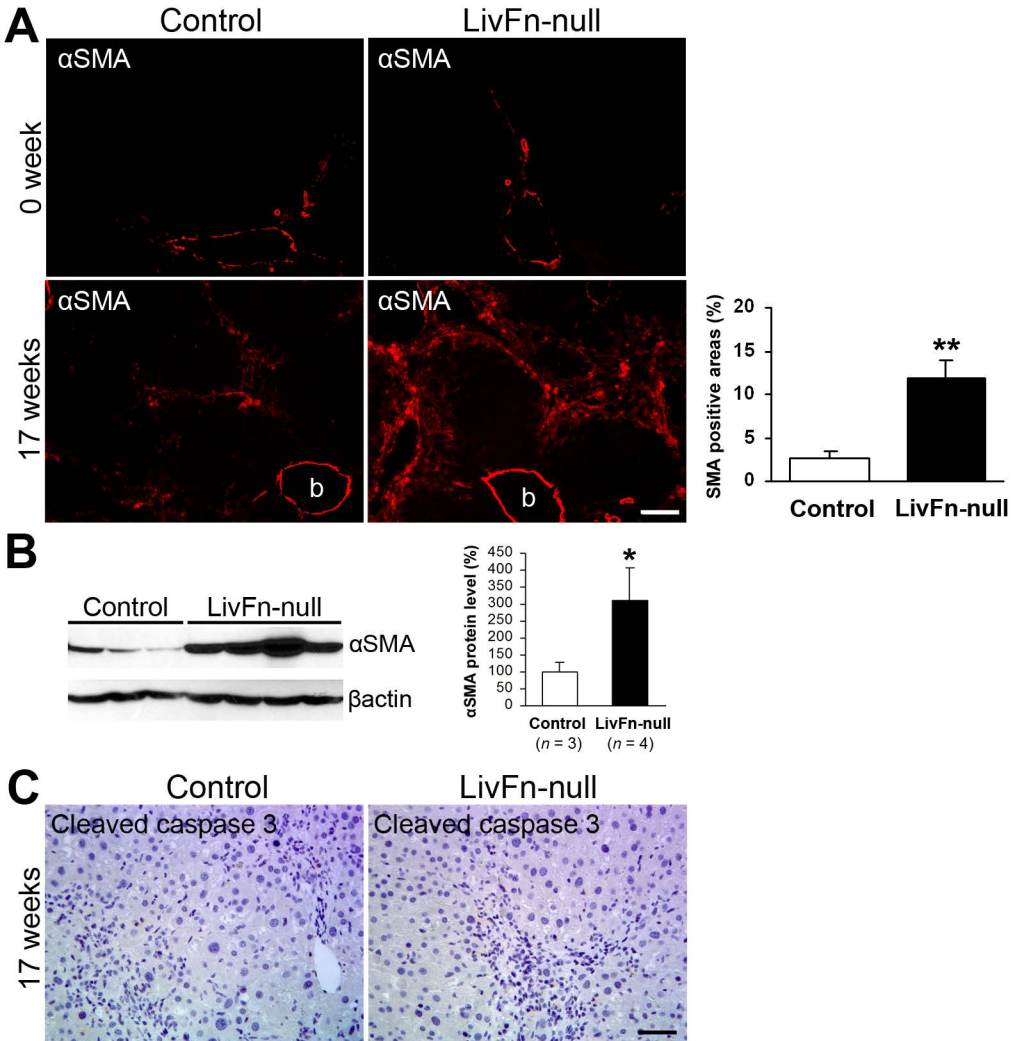 A
Control
LivFn-null
0 week
αSMA
αSMA
17 weeks
αSMA
αSMA
b
b
SMA positive areas (%)
20
15
10
5
0
**
Control
LivFn-null
B
Control
LivFn-null
αSMA
βactin
αSMA protein level (%)
450
400
350
300
250
200
150
100
50
0
*
Control
LivFn-null
(n = 3)
(n = 4)
C
Control
LivFn-null
17 weeks
Cleaved caspase 3
Cleaved caspase 3